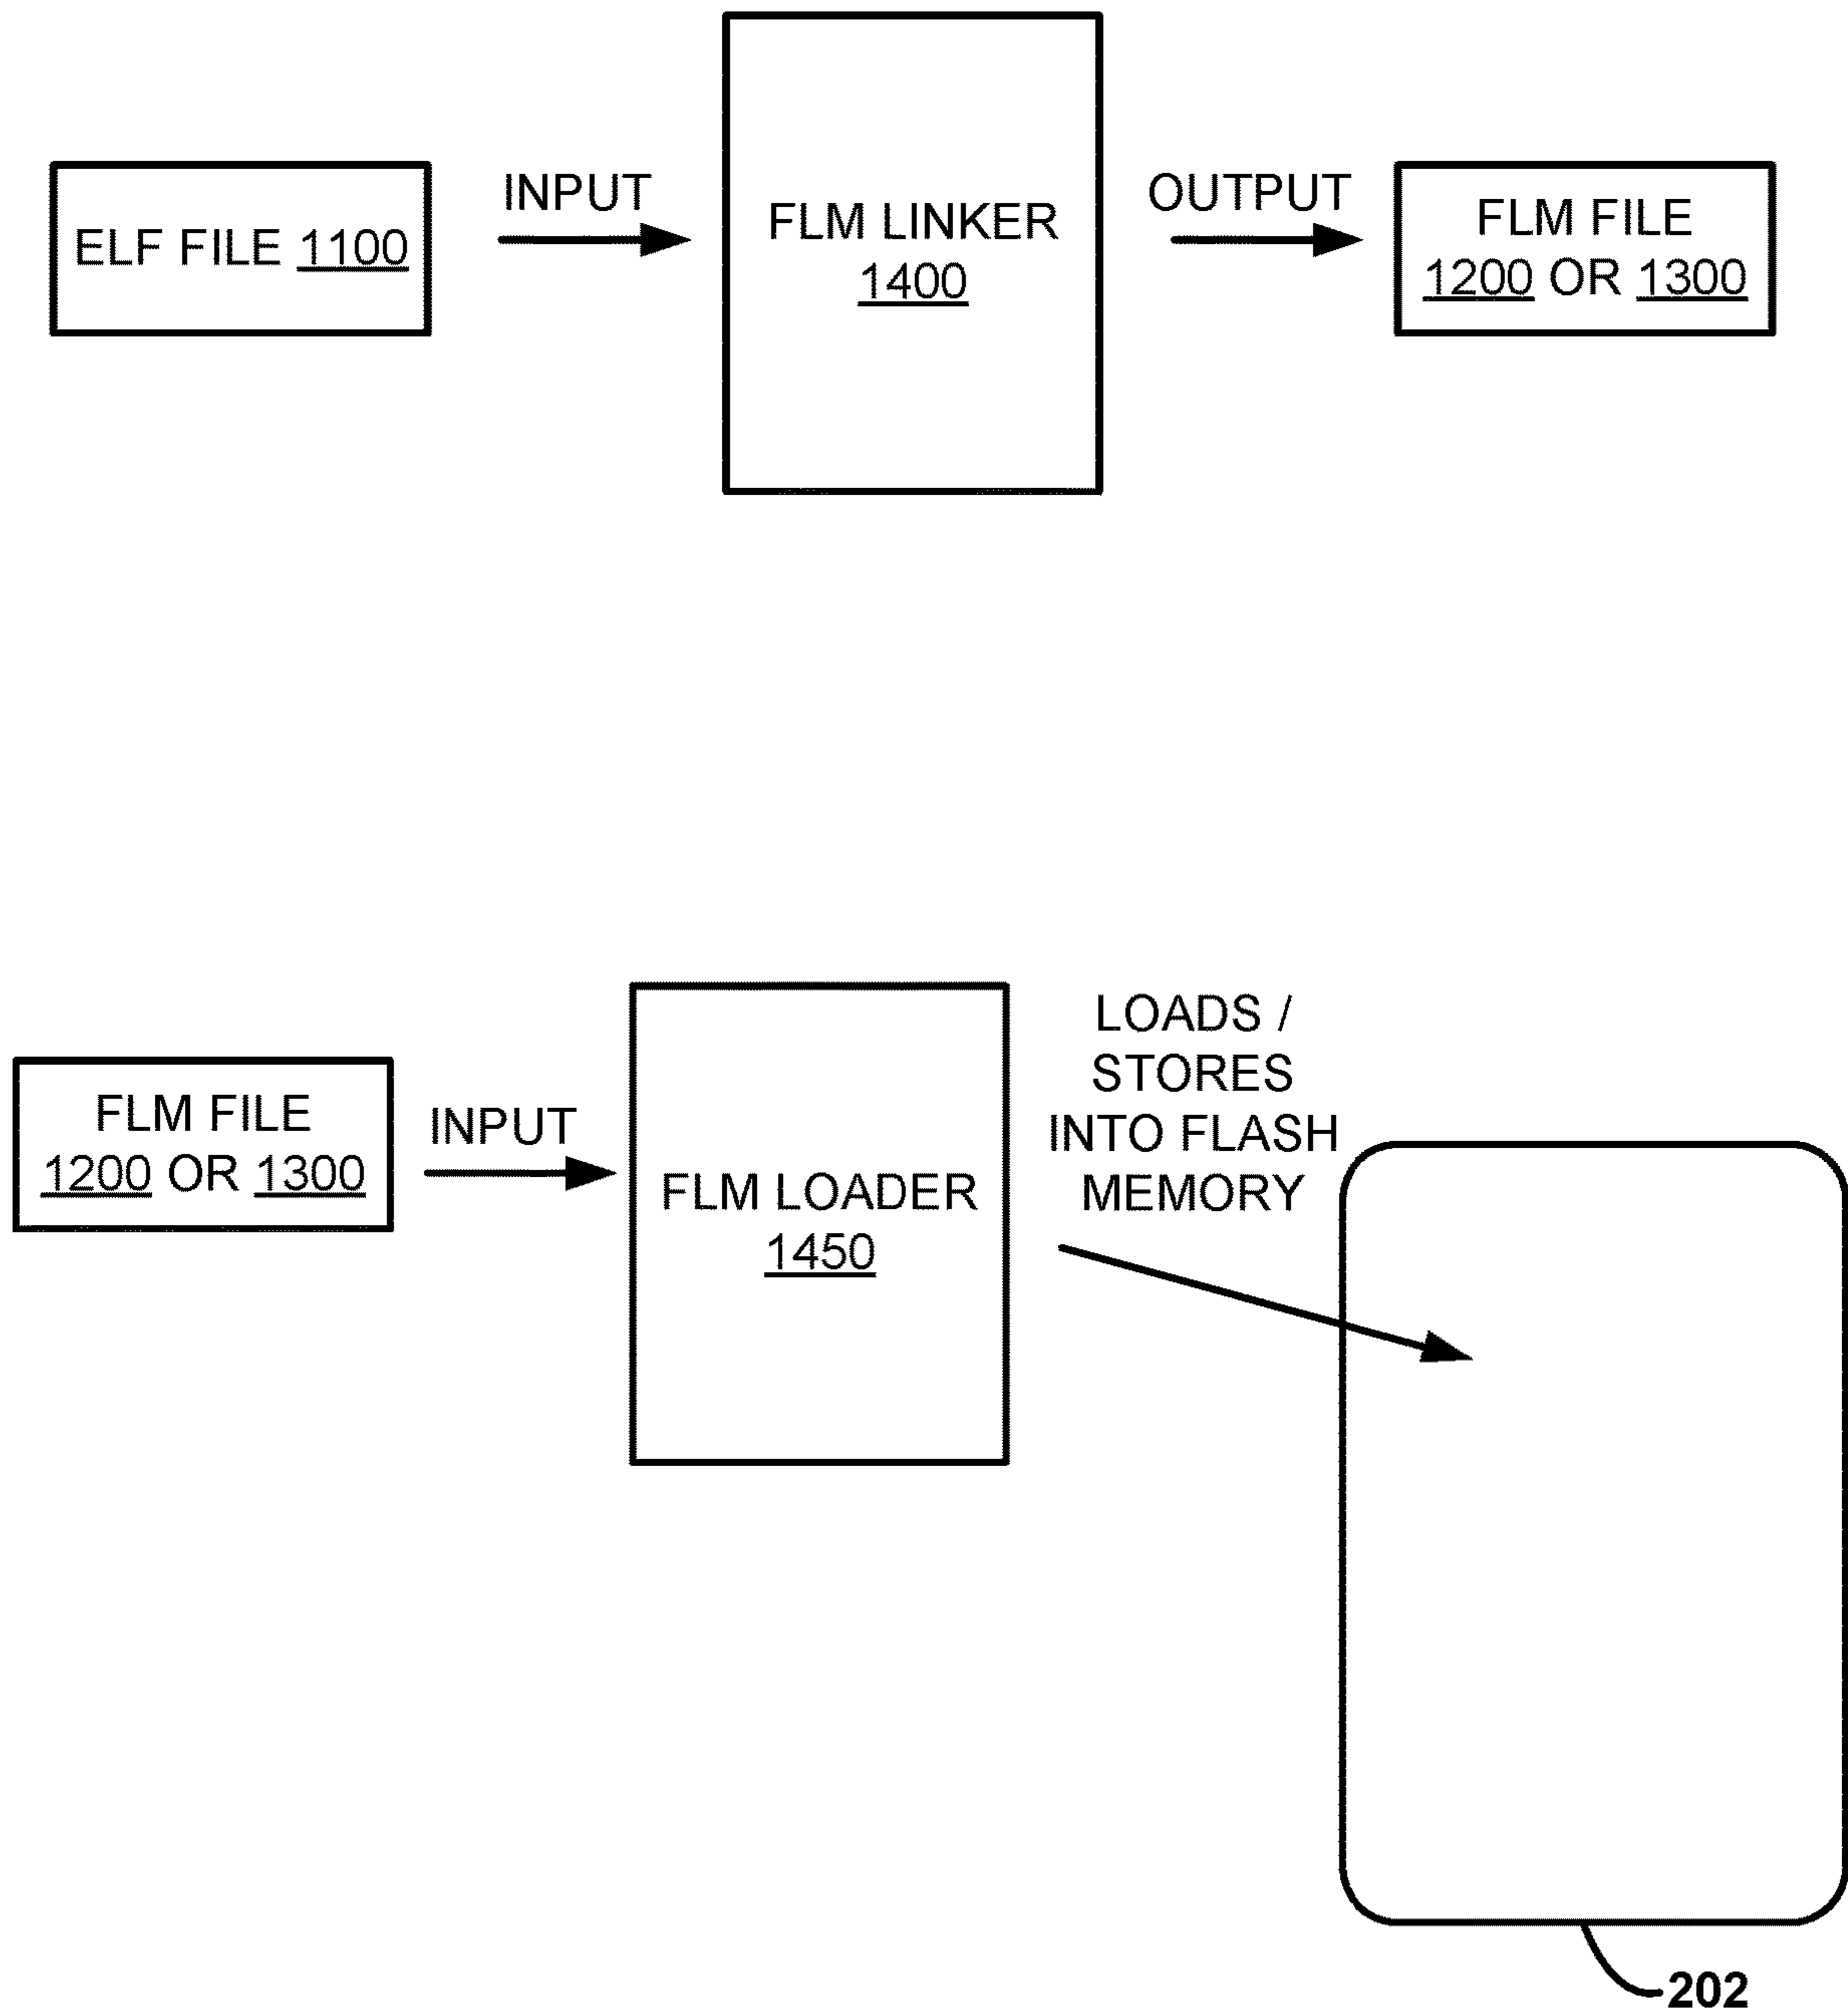 ELF FILE 1100
INPUT
FLM LINKER
1400
OUTPUT
FLM FILE
1200 OR 1300
FLM FILE
1200 OR 1300
INPUT
FLM LOADER
1450
LOADS /
STORES
INTO FLASH
MEMORY
202